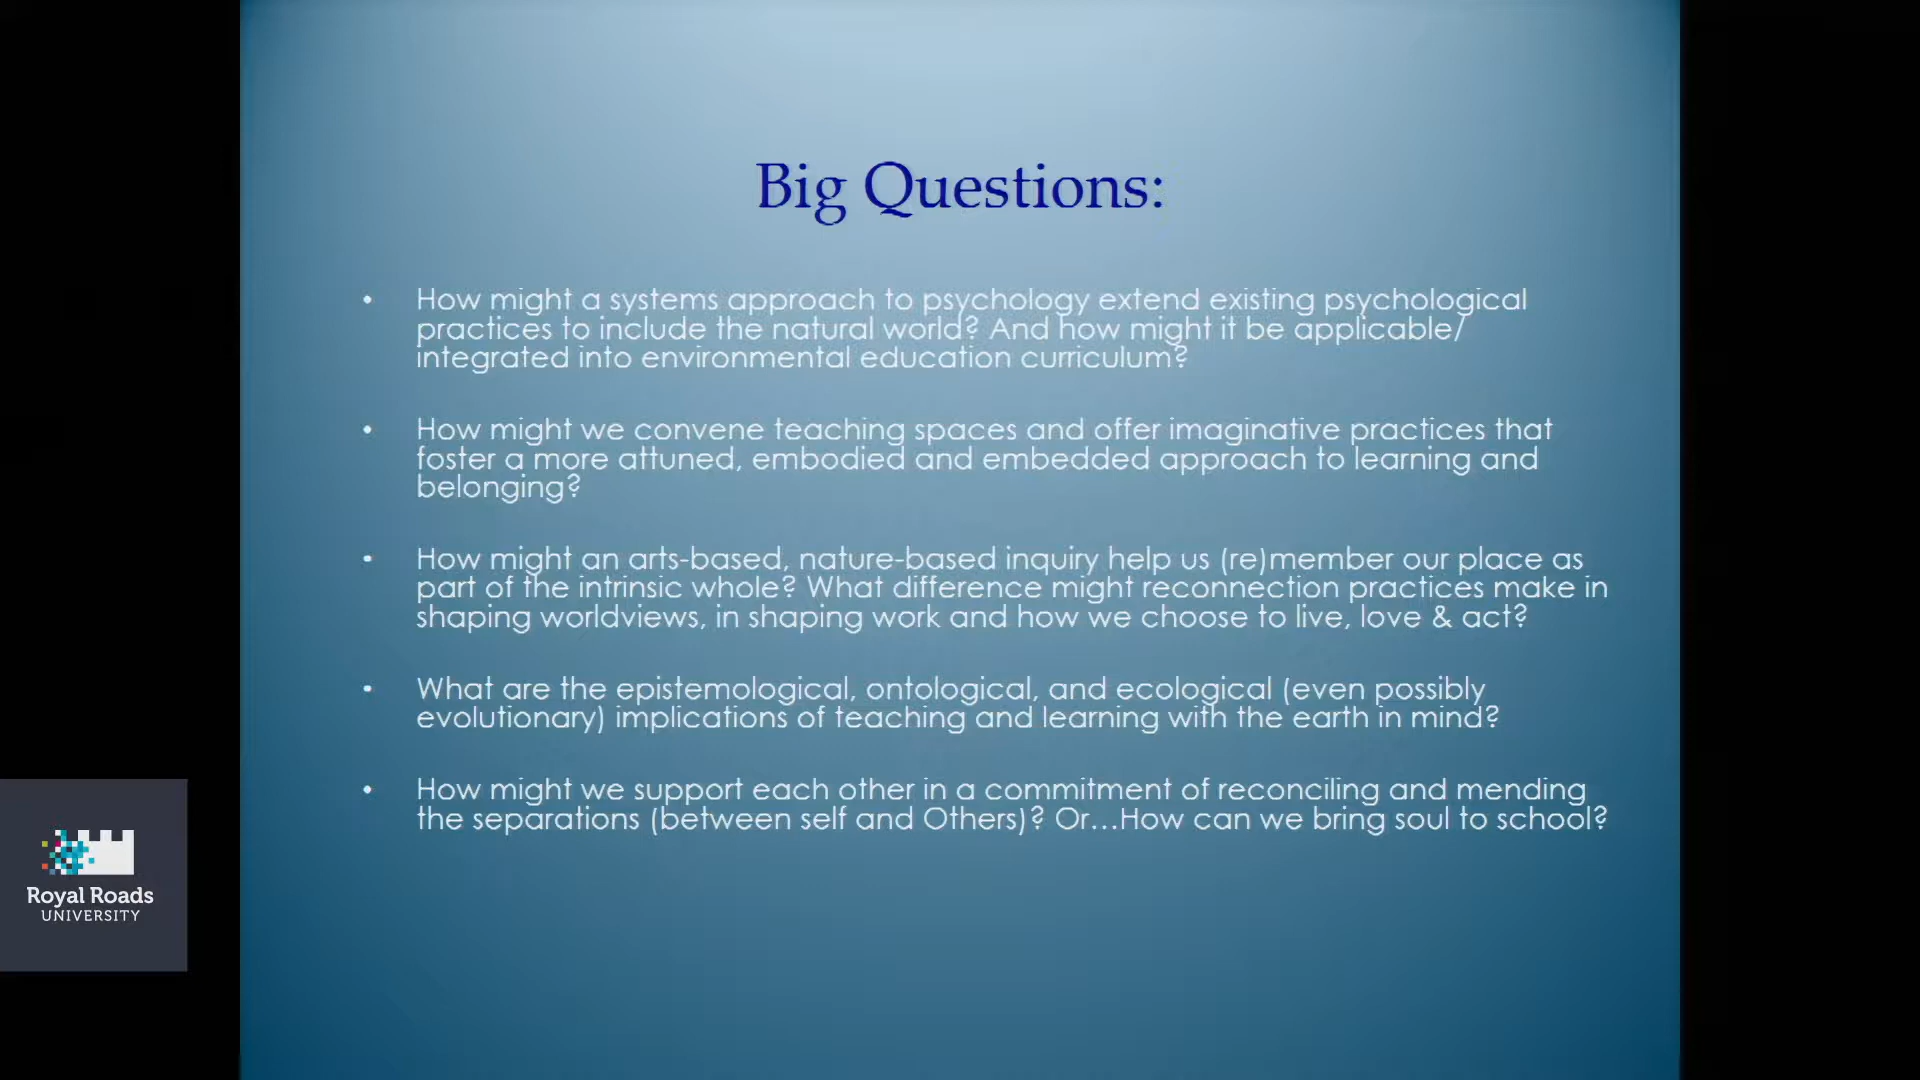 Big Questions:
• How might a systems approach to psychology extend existing psychological
practices to include the natural world? And how might it be applicable/
integrated into environmental education curriculum?
• How might we convene teaching spaces and offer imaginative practices that
foster a more attuned, embodied and embedded approach to learning and
belonging?
• How might an arts-based, nature-based inquiry help us (re)member our place as
part of the intrinsic whole? What difference might reconnection practices make in
shaping worldviews, in shaping work and how we choose to live, love & act?
• What are the epistemological, ontological, and ecological (even possibly
evolutionary) implications of teaching and learning with the earth in mind?
• How might we support each other in a commitment of reconciling and mending
the separations (between self and Others)? Or...How can we bring soul to school?
Royal Roads
UNIVERSITY